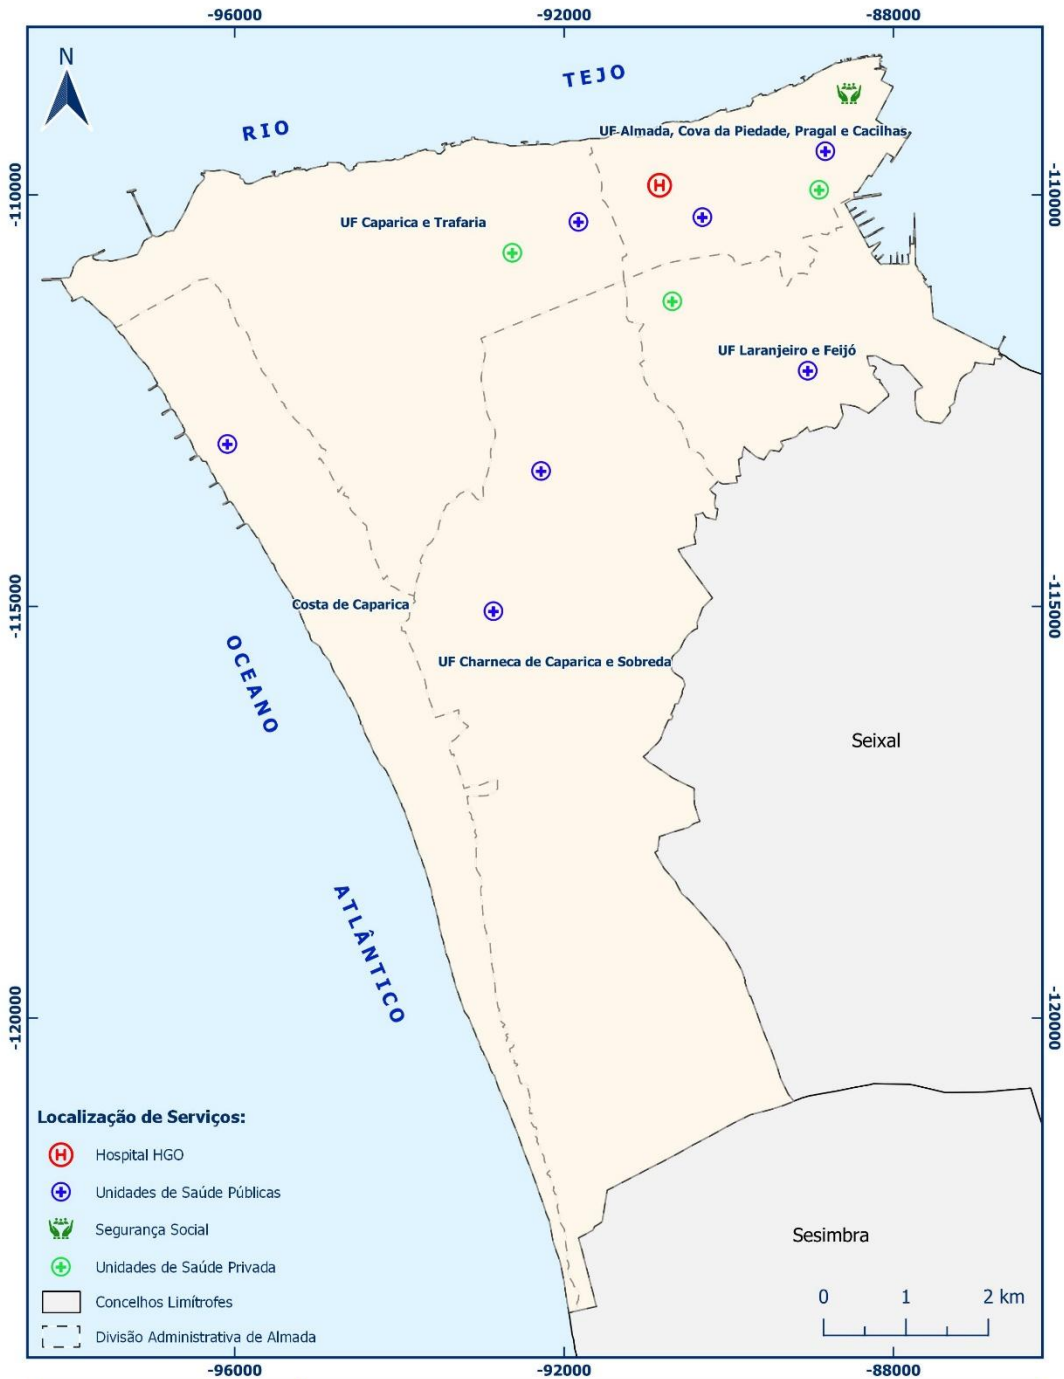 -96000
-92000
-88000
N
TEJO
RIO
UF Almada, Cova da Piedade, Pragal e Cacilhas
-110000
-110000
UF Caparica e Trafaria
UF Laranjeiro e Feijó
-115000
Costa de Caparica
-115000
UF Charneca de Caparica e Sobreda
OCEANO
Seixal
ATLÂNTICO
-120000
-120000
Localização de Serviços:
H Hospital HGO
Unidades de Saúde Públicas
Segurança Social
Unidades de Saúde Privada
Concelhos Limítrofes
Divisão Administrativa de Almada
Sesimbra
0 1 2 km
-96000
-92000
-88000
H